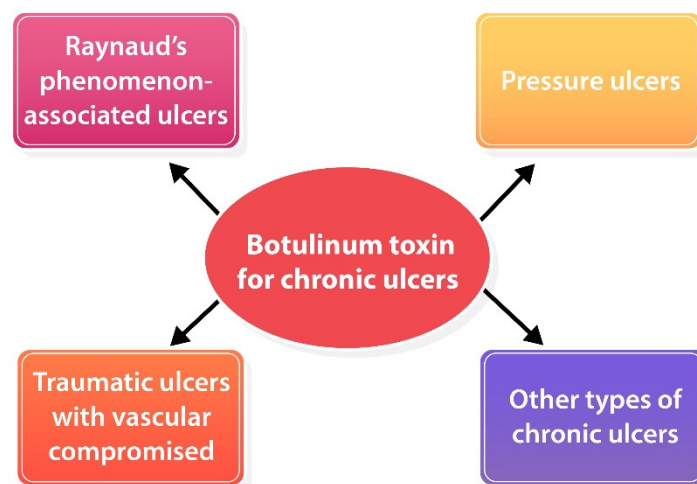 Raynaud's
phenomenon-
associated ulcers
Pressure ulcers
Botulinum toxin
for chronic ulcers
Traumatic ulcers
with vascular
compromised
Other types of
chronic ulcers